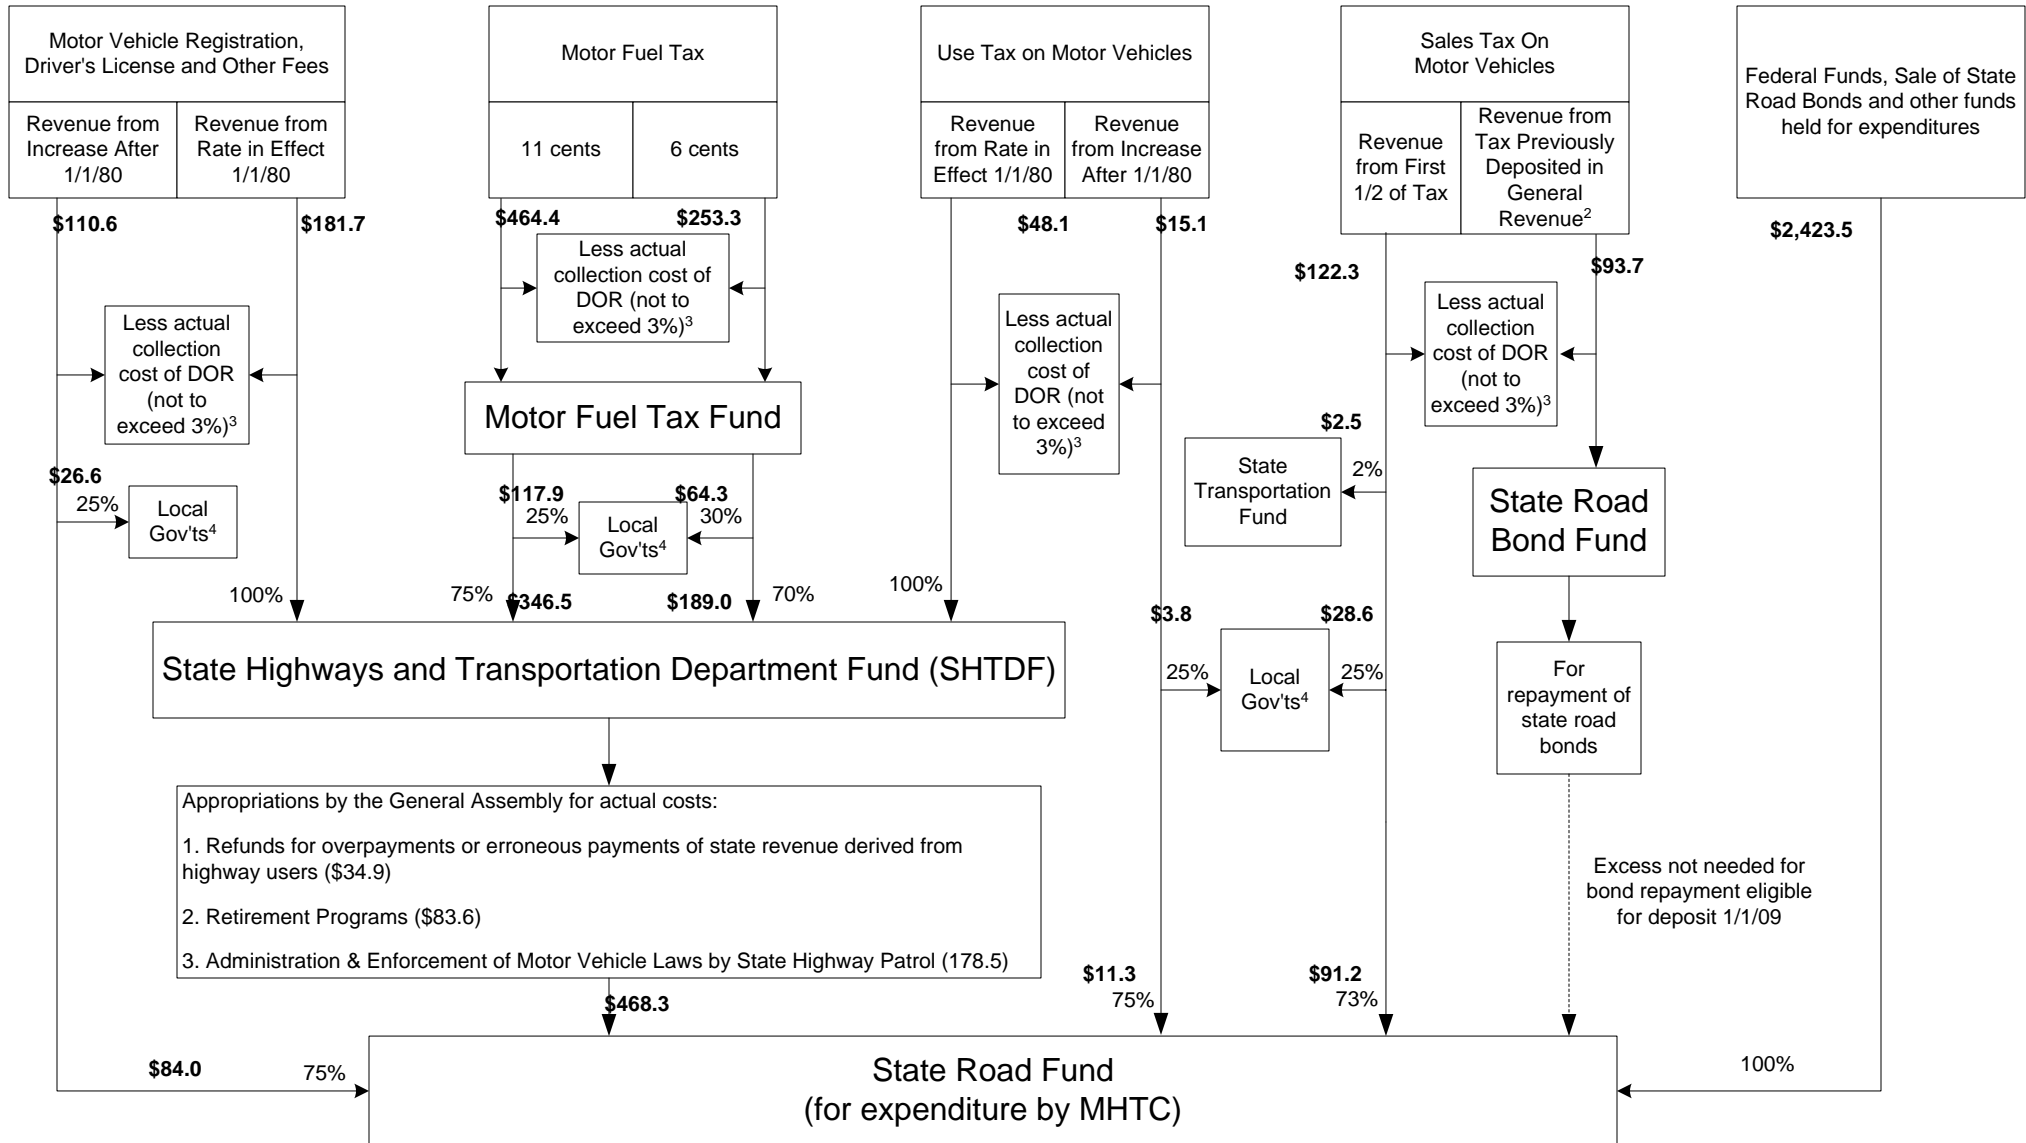 Motor Vehicle Registration,
Driver's License and Other Fees
Revenue from
Increase After
1/1/80
Revenue from
Rate in Effect
1/1/80
Motor Fuel Tax
11 cents
6 cents
Use Tax on Motor Vehicles
Revenue
from Rate in
Effect 1/1/80
Revenue
from Increase
After 1/1/80
Sales Tax On
Motor Vehicles
Revenue
from First
1/2 of Tax
Revenue from
Tax Previously
Deposited in
General
Revenue²
Federal Funds, Sale of State
Road Bonds and other funds
held for expenditures
$110.6
$181.7
$464.4
$253.3
$48.1
$15.1
$122.3
$93.7
$2,423.5
Less actual
collection
cost of DOR
(not to
exceed 3%)³
Less actual
collection cost of
DOR (not to
exceed 3%)³
Less actual
collection
cost of
DOR (not
to exceed
3%)³
Less actual
collection
cost of DOR
(not to
exceed 3%)³
Motor Fuel Tax Fund
$2.5
2%
State
Transportation
Fund
State Road
Bond Fund
$26.6
25%
Local
Gov'ts⁴
$117.9
25%
$64.3
30%
Local
Gov'ts⁴
100%
75%
$346.5
$189.0
70%
100%
$3.8
25%
$28.6
25%
Local
Gov'ts⁴
For
repayment of
state road
bonds
State Highways and Transportation Department Fund (SHTDF)
Appropriations by the General Assembly for actual costs:
1. Refunds for overpayments or erroneous payments of state revenue derived from
highway users ($34.9)
2. Retirement Programs ($83.6)
3. Administration & Enforcement of Motor Vehicle Laws by State Highway Patrol (178.5)
Excess not needed for
bond repayment eligible
for deposit 1/1/09
$468.3
$11.3
75%
$91.2
73%
$84.0
75%
100%
State Road Fund
(for expenditure by MHTC)